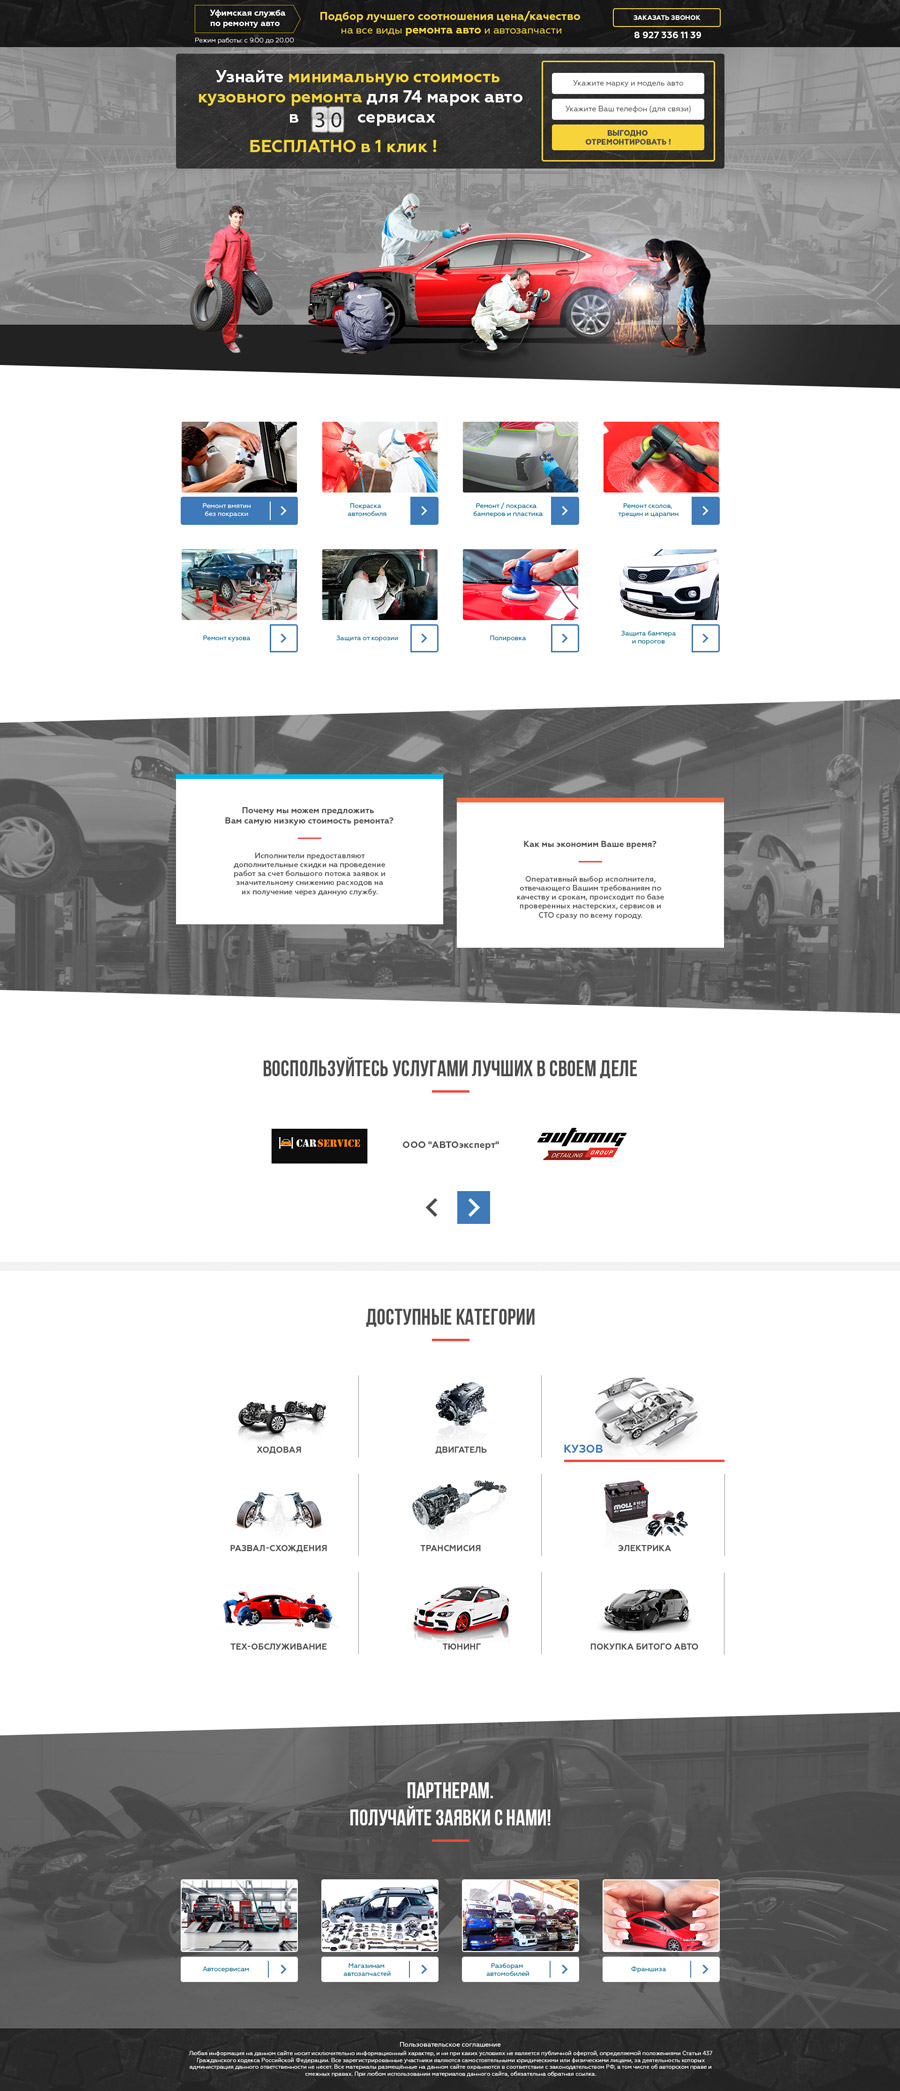 Уфимская служба
по ремонту авто
Режим работы: с 9.00 до 20.00
Подбор лучшего соотношения цена/качество
на все виды ремонта авто и автозапчасти
ЗАКАЗАТЬ ЗВОНОК
8 927 336 11 39
Узнайте минимальную стоимость
кузовного ремонта для 74 марок авто
в 30 сервисах
БЕСПЛАТНО в 1 клик !
Укажите марку и модель авто
Укажите Ваш телефон (для связи)
ВЫГОДНО
ОТРЕМОНТИРОВАТЬ !
Ремонт вмятин
без покраски
Покраска
автомобиля
Ремонт / покраска
бамперов и пластика
Ремонт сколов,
трещин и царапин
Ремонт кузова
Защита от корозии
Полировка
Защита бампера
и порогов
Почему мы можем предложить
Вам самую низкую стоимость ремонта?
Исполнители предоставляют
дополнительные скидки на проведение
работ за счет большого потока заявок и
значительному снижению расходов на
их получение через данную службу.
Как мы экономим Ваше время?
Оперативный выбор исполнителя,
отвечающего Вашим требованиям по
качеству и срокам, происходит по базе
проверенных мастерских, сервисов и
СТО сразу по всему городу.
ВОСПОЛЬЗУЙТЕСЬ УСЛУГАМИ ЛУЧШИХ В СВОЕМ ДЕЛЕ
CARSERVICE
ООО "АВТОэксперт"
automig
DETAILING GROUP
ДОСТУПНЫЕ КАТЕГОРИИ
ХОДОВАЯ
ДВИГАТЕЛЬ
КУЗОВ
РАЗВАЛ-СХОЖДЕНИЯ
ТРАНСМИСИЯ
moll
ЭЛЕКТРИКА
ТЕХ-ОБСЛУЖИВАНИЕ
ТЮНИНГ
ПОКУПКА БИТОГО АВТО
ПАРТНЕРАМ.
ПОЛУЧАЙТЕ ЗАЯВКИ С НАМИ!
Автосервисам
Магазинам
автозапчастей
Разборам
автомобилей
Франшиза
Пользовательское соглашение
Любая информация на данном сайте носит исключительно информационный характер, и ни при каких условиях не является публичной офертой, определяемой положениями Статьи 437
Гражданского кодекса Российской Федерации. Все зарегистрированные участники являются самостоятельными юридическими или физическими лицами, за деятельность которых
администрация данного ответственности не несет. Все материалы размещённые на данном сайте охраняется в соответствии с законодательством РФ, в том числе об авторском праве и
смежных правах. При любом использовании материалов данного сайта, обязательна обратная ссылка.